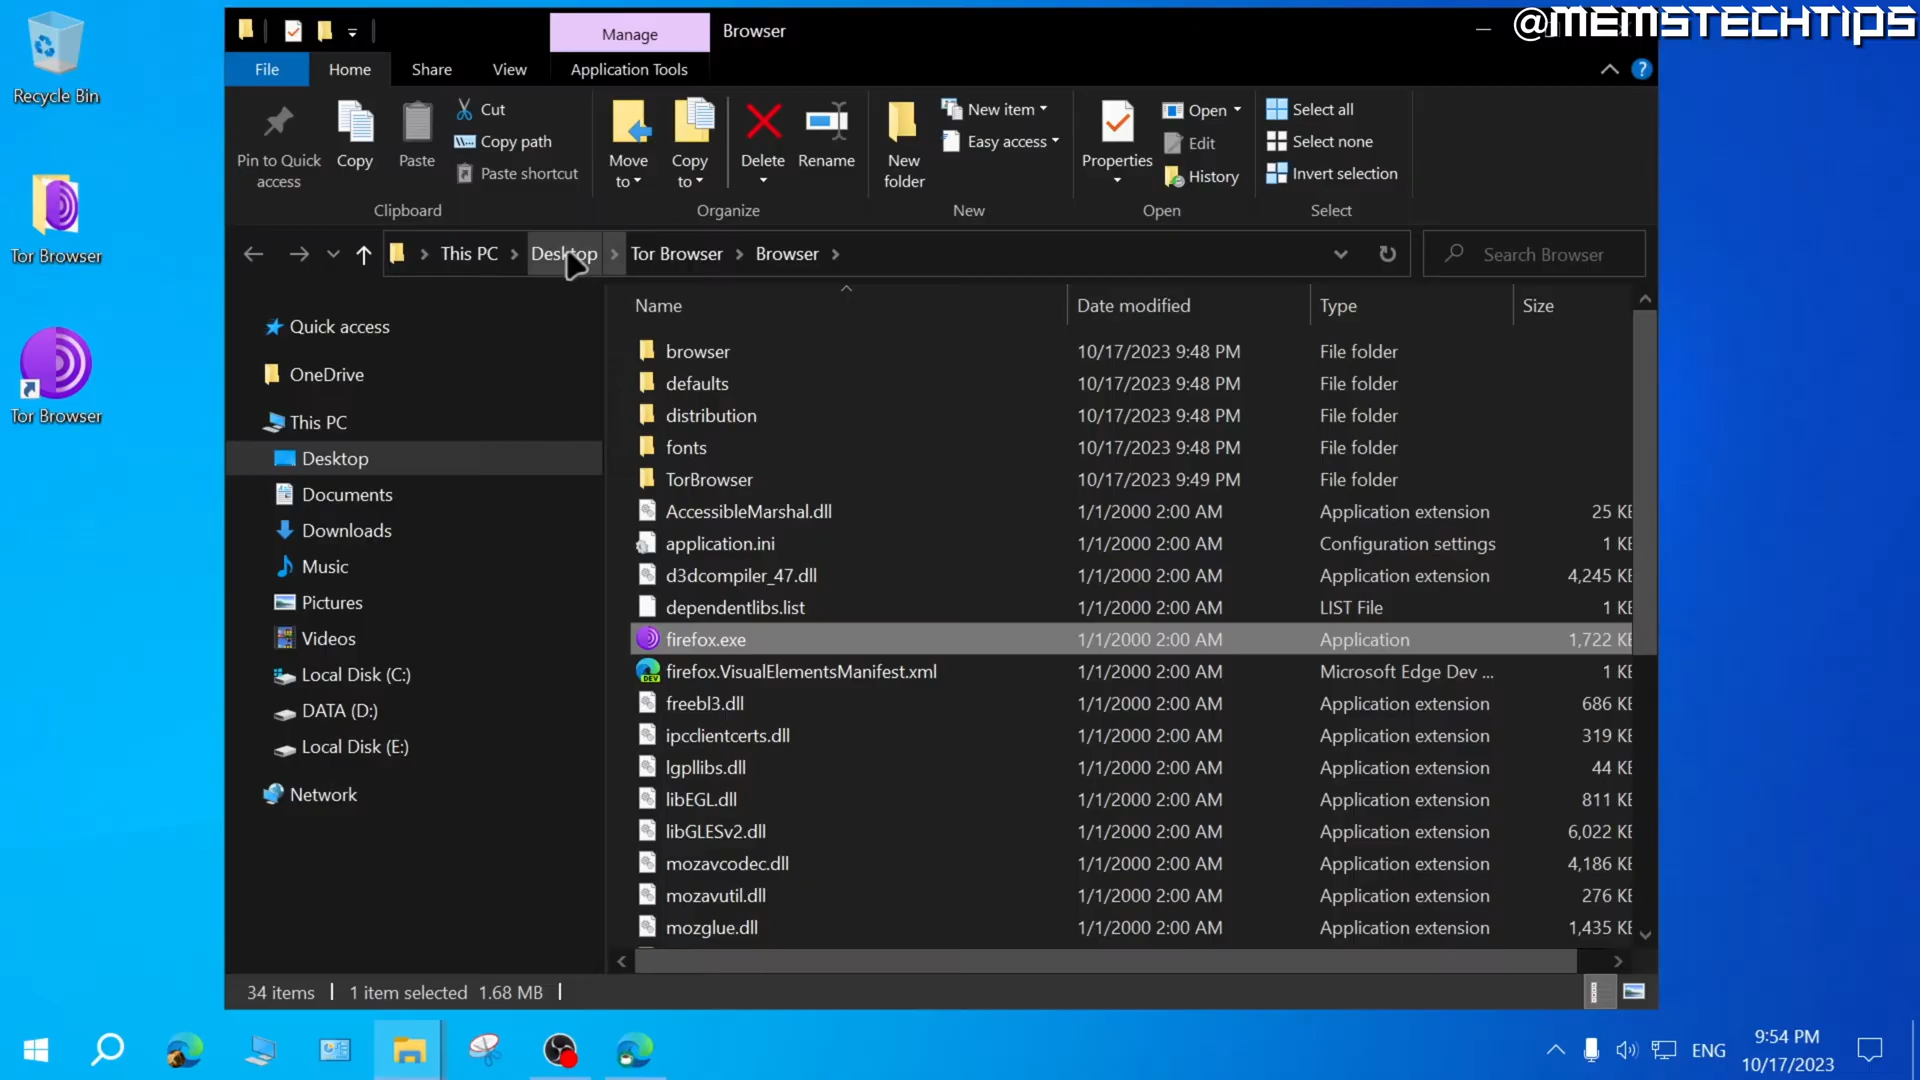 @MEMSTECHTIPS
Manage
Browser
File
Home
Share
View
Application Tools
?
Pin to Quick
access
Copy
Paste
Cut
Copy path
Paste shortcut
Clipboard
Move
to
Copy
to
Delete
Rename
Organize
New
folder
New item
Easy access
New
Properties
Open
Edit
History
Open
Select all
Select none
Invert selection
Select
This PC
Desktop
Tor Browser
Browser
Search Browser
Recycle Bin
Tor Browser
Tor Browser
Quick access
OneDrive
This PC
Desktop
Documents
Downloads
Music
Pictures
Videos
Local Disk (C:)
DATA (D:)
Local Disk (E:)
Network
Name Date modified Type Size
browser 10/17/2023 9:48 PM File folder
defaults 10/17/2023 9:48 PM File folder
distribution 10/17/2023 9:48 PM File folder
fonts 10/17/2023 9:48 PM File folder
TorBrowser 10/17/2023 9:49 PM File folder
AccessibleMarshal.dll 1/1/2000 2:00 AM Application extension 25 KB
application.ini 1/1/2000 2:00 AM Configuration settings 1 KB
d3dcompiler_47.dll 1/1/2000 2:00 AM Application extension 4,245 KB
dependentlibs.list 1/1/2000 2:00 AM LIST File 1 KB
firefox.exe 1/1/2000 2:00 AM Application 1,722 KB
firefox.VisualElementsManifest.xml 1/1/2000 2:00 AM Microsoft Edge Dev ... 1 KB
freebl3.dll 1/1/2000 2:00 AM Application extension 686 KB
ipcclientcerts.dll 1/1/2000 2:00 AM Application extension 319 KB
lgpllibs.dll 1/1/2000 2:00 AM Application extension 44 KB
libEGL.dll 1/1/2000 2:00 AM Application extension 811 KB
libGLESv2.dll 1/1/2000 2:00 AM Application extension 6,022 KB
mozavcodec.dll 1/1/2000 2:00 AM Application extension 4,186 KB
mozavutil.dll 1/1/2000 2:00 AM Application extension 276 KB
mozglue.dll 1/1/2000 2:00 AM Application extension 1,435 KB
34 items 1 item selected 1.68 MB
ENG
9:54 PM
10/17/2023